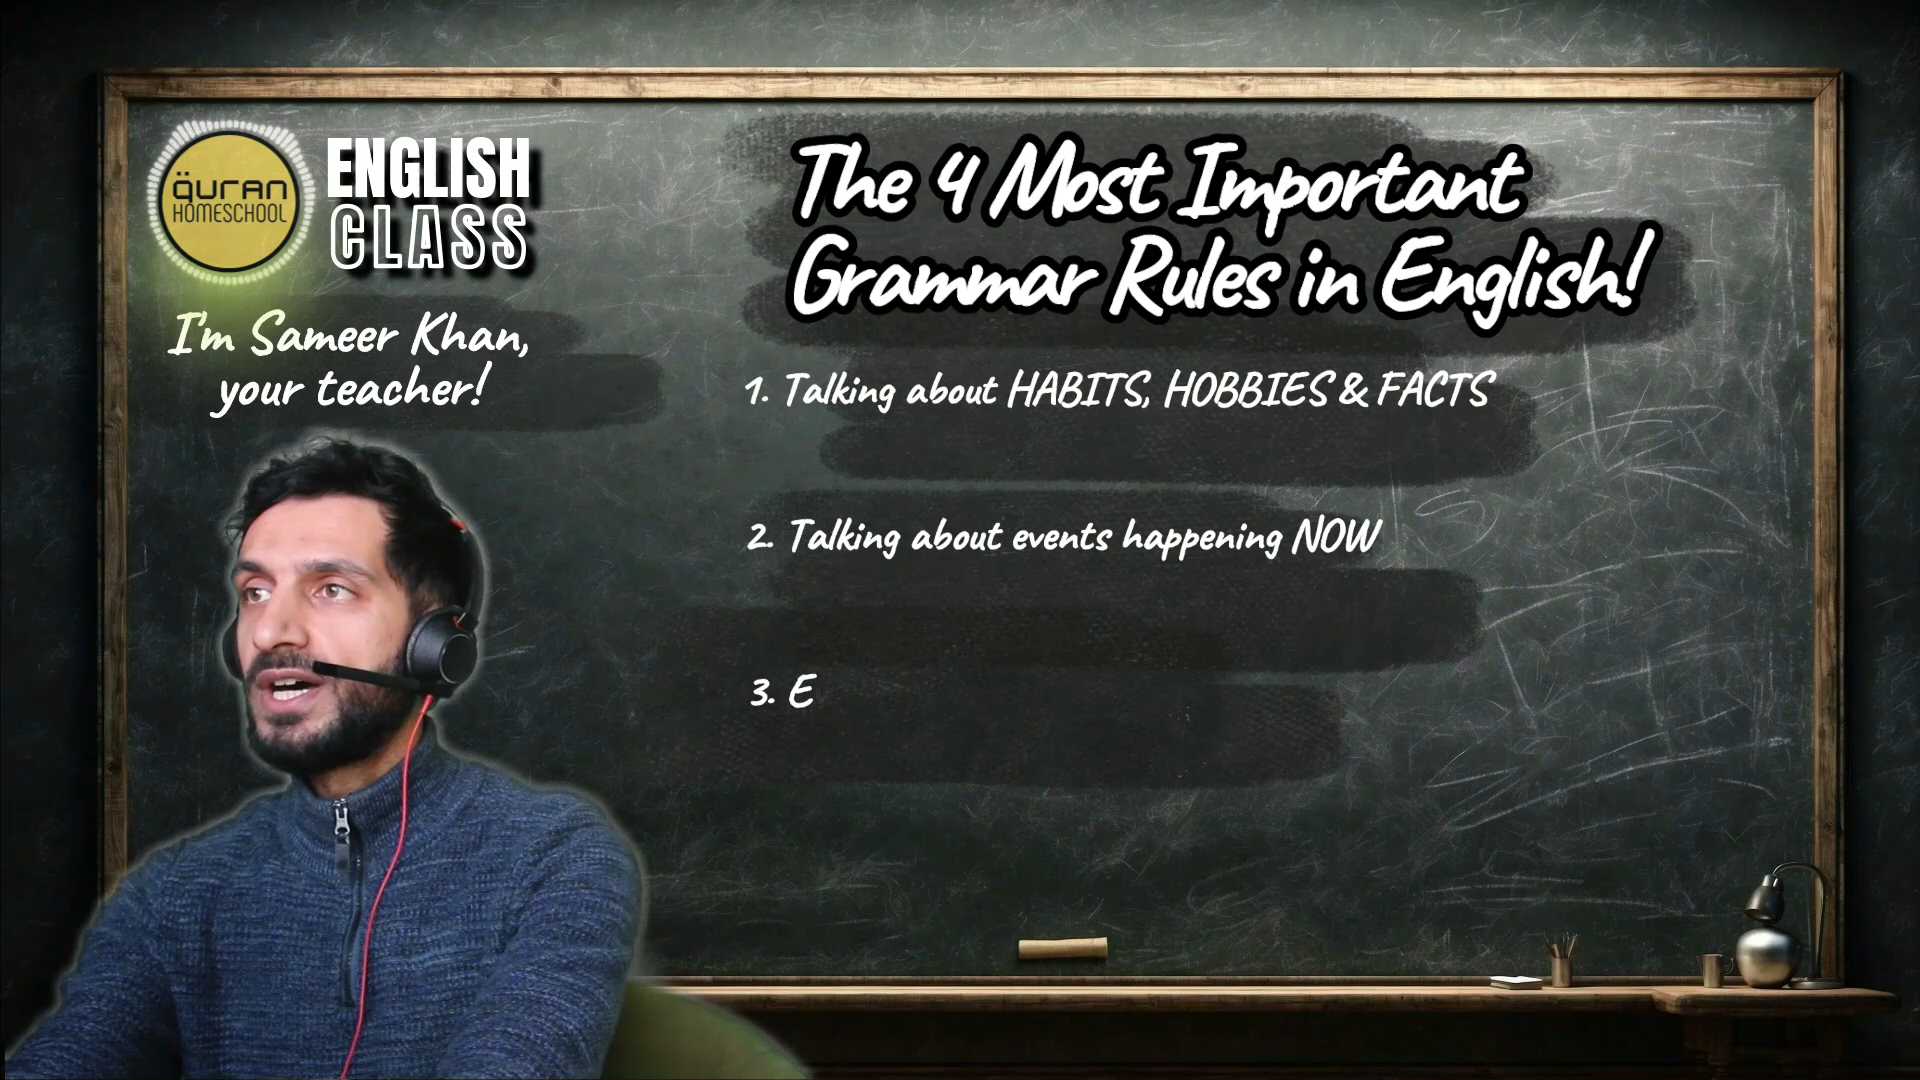 quran
HOMESCHOOL
ENGLISH
CLASS
I'm Sameer Khan,
your teacher!
The 4 Most Important
Grammar Rules in English!
1. Talking about HABITS, HOBBIES & FACTS
2. Talking about events happening NOW
3. E